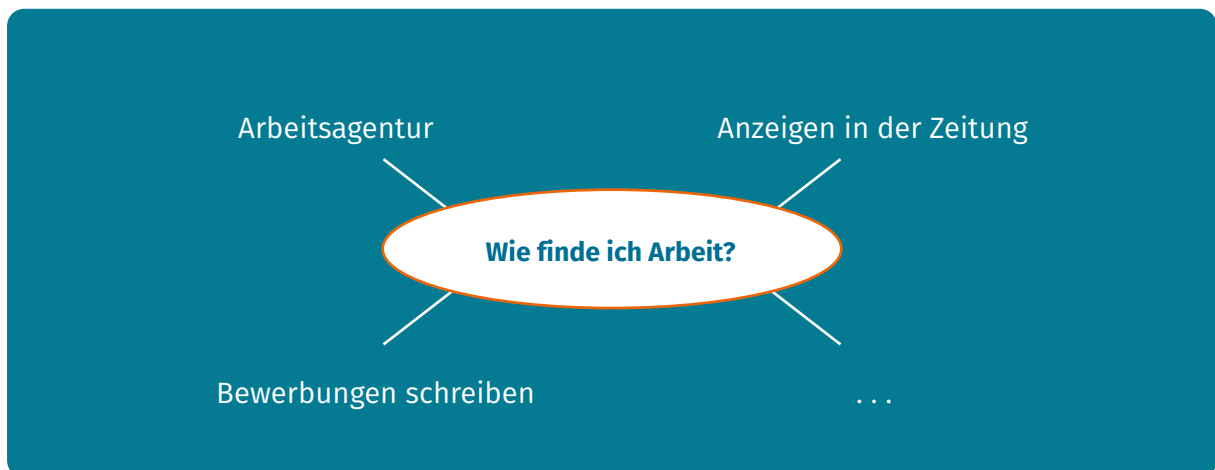 Arbeitsagentur
Anzeigen in der Zeitung
Wie finde ich Arbeit?
Bewerbungen schreiben
. . .